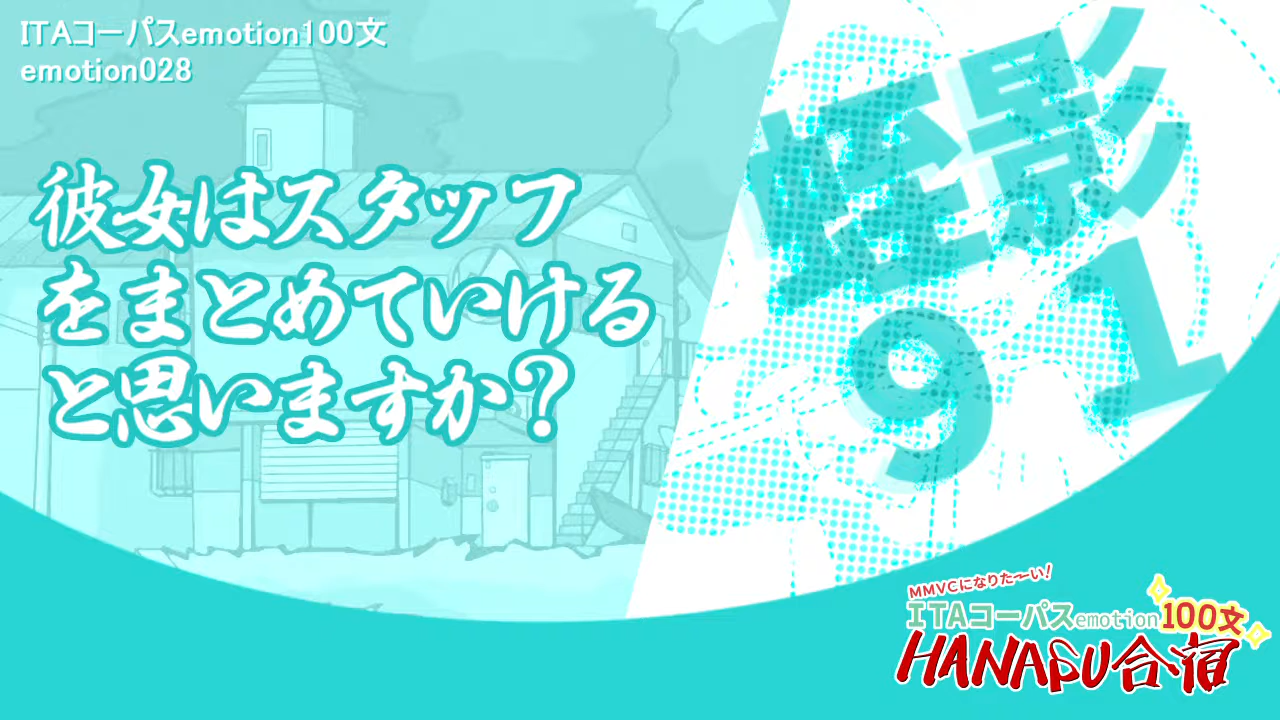 ITAコーパスemotion100文
emotion028
彼女はスタッフ
をまとめていける
と思いますか?
蛭影
91
MMVCになりた〜い!
ITAコーパスemotion100文
HANASU合宿